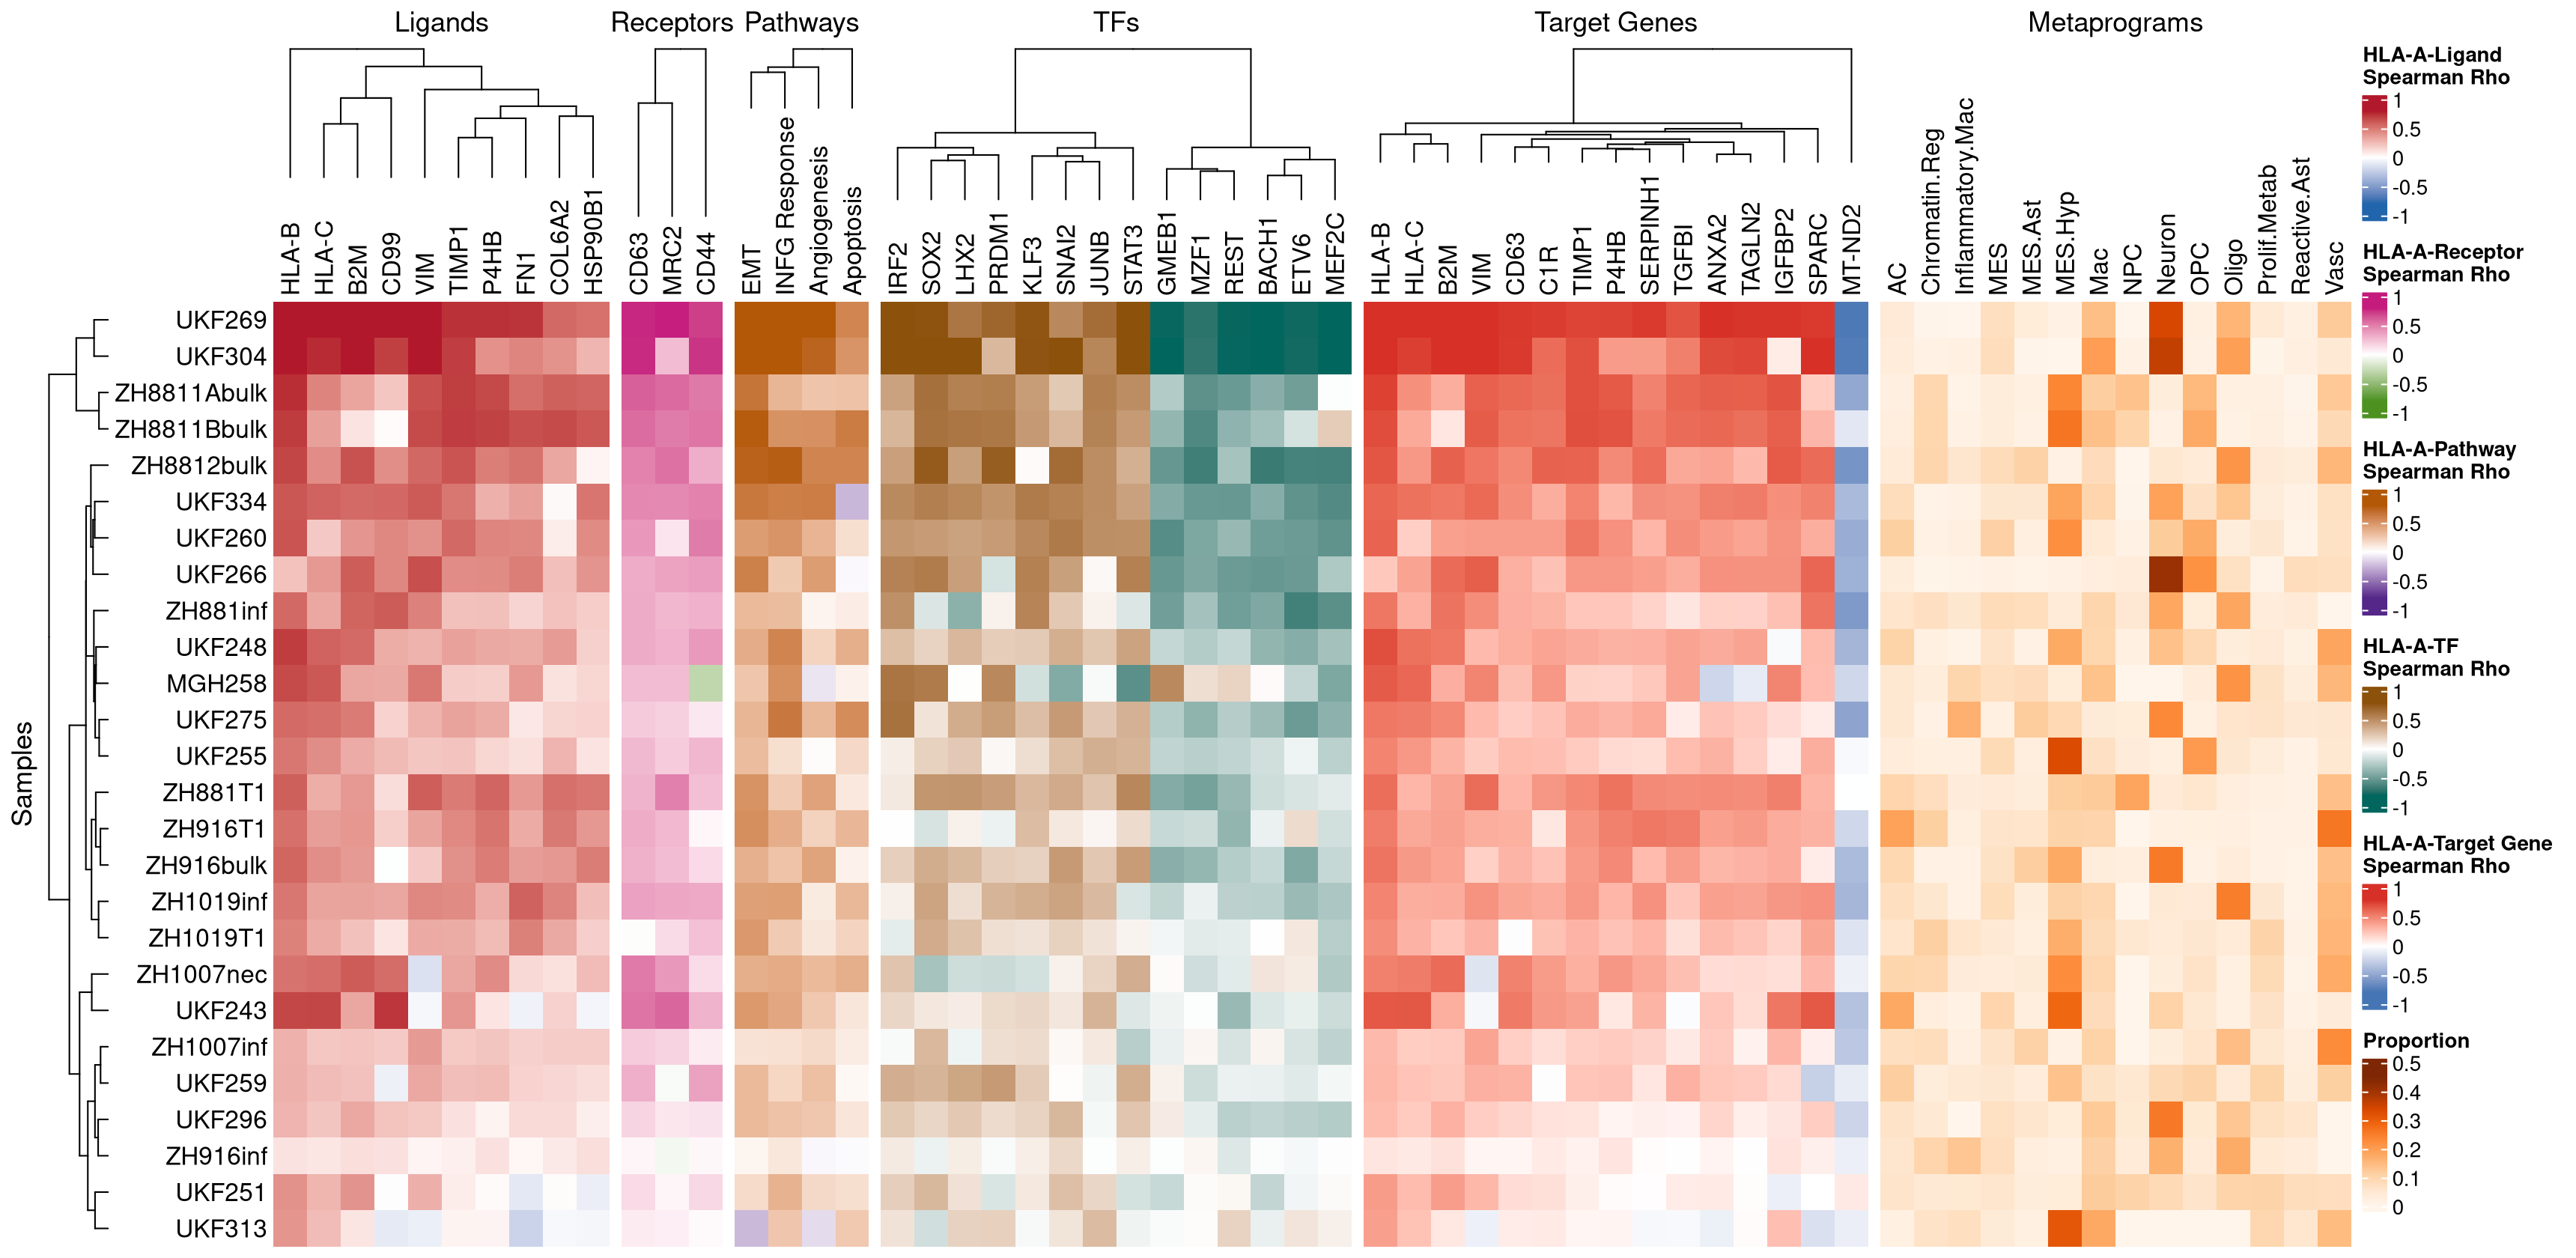 Ligands
Receptors
Pathways
TFs
Target Genes
Metaprograms
HLA-B
HLA-C
B2M
CD99
VIM
TIMP1
P4HB
FN1
COL6A2
HSP90B1
CD63
MRC2
CD44
EMT
INFG Response
Angiogenesis
Apoptosis
IRF2
SOX2
LHX2
PRDM1
KLF3
SNAI2
JUNB
STAT3
GMEB1
MZF1
REST
BACH1
ETV6
MEF2C
HLA-B
HLA-C
B2M
VIM
CD63
C1R
TIMP1
P4HB
SERPINH1
TGFBI
ANXA2
TAGLN2
IGFBP2
SPARC
MT-ND2
AC
Chromatin.Reg
Inflammatory.Mac
MES
MES.Ast
MES.Hyp
Mac
NPC
Neuron
OPC
Oligo
Prolif.Metab
Reactive.Ast
Vasc
Samples
UKF269
UKF304
ZH8811Abulk
ZH8811Bbulk
ZH8812bulk
UKF334
UKF260
UKF266
ZH881inf
UKF248
MGH258
UKF275
UKF255
ZH881T1
ZH916T1
ZH916bulk
ZH1019inf
ZH1019T1
ZH1007nec
UKF243
ZH1007inf
UKF259
UKF296
ZH916inf
UKF251
UKF313
HLA-A-Ligand
Spearman Rho
1
0.5
0
-0.5
-1
HLA-A-Receptor
Spearman Rho
1
0.5
0
-0.5
-1
HLA-A-Pathway
Spearman Rho
1
0.5
0
-0.5
-1
HLA-A-TF
Spearman Rho
1
0.5
0
-0.5
-1
HLA-A-Target Gene
Spearman Rho
1
0.5
0
-0.5
-1
Proportion
0.5
0.4
0.3
0.2
0.1
0